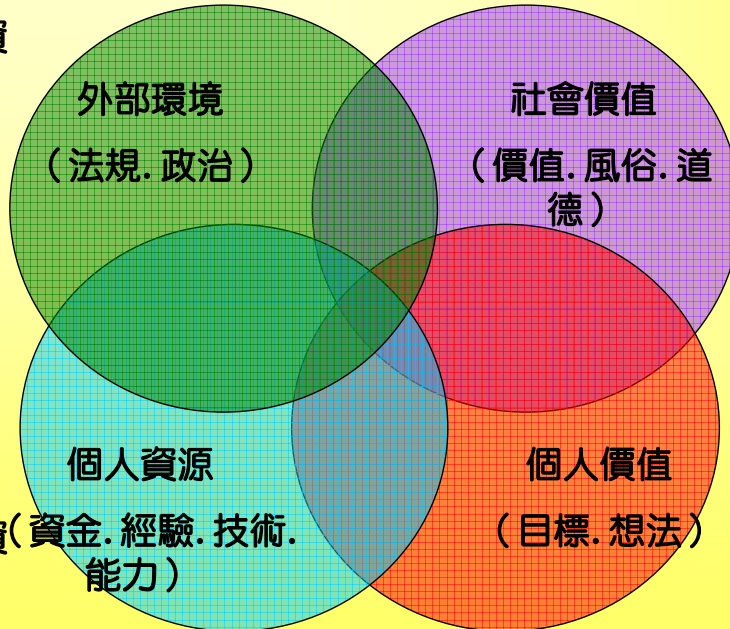 外部環境
（法規.政治）
社會價值
（價值.風俗.道
德）
個人資源
（資金.經驗.技術.
能力）
個人價值
（目標.想法）